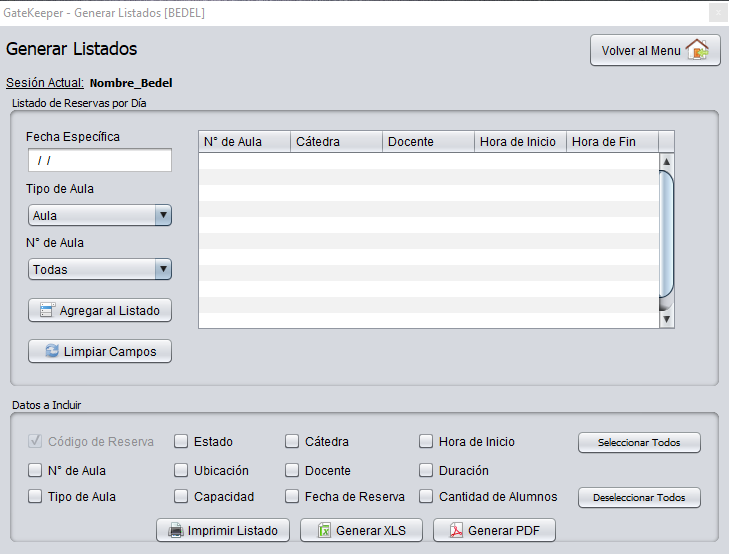 GateKeeper - Generar Listados [BEDEL]
Generar Listados
Volver al Menu
Sesión Actual: Nombre_Bedel
Listado de Reservas por Día
Fecha Específica
/ /
Tipo de Aula
Aula
N° de Aula
Todas
Agregar al Listado
Limpiar Campos
N° de Aula Cátedra Docente Hora de Inicio Hora de Fin
Datos a Incluir
Código de Reserva Estado Cátedra Hora de Inicio Seleccionar Todos
N° de Aula Ubicación Docente Duración
Tipo de Aula Capacidad Fecha de Reserva Cantidad de Alumnos Deseleccionar Todos
Imprimir Listado Generar XLS Generar PDF